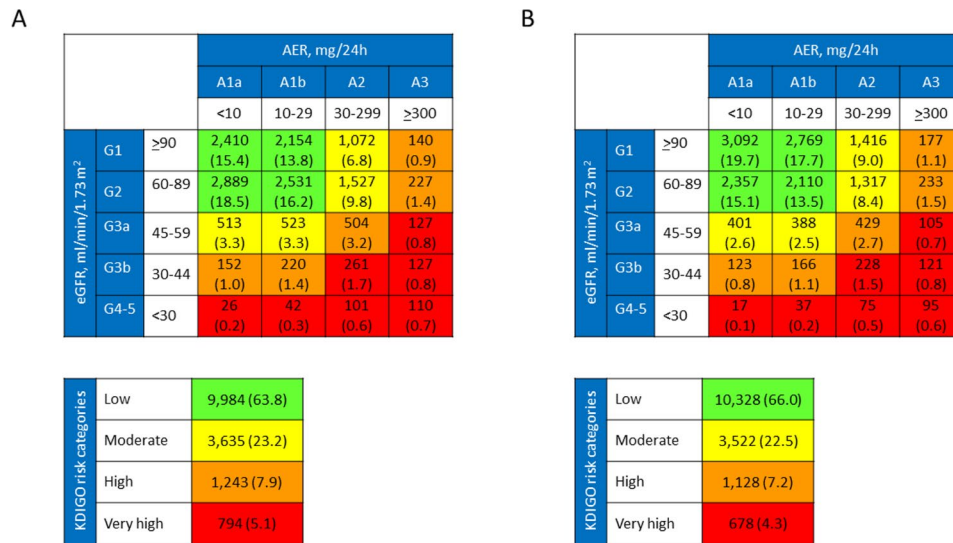 A
AER, mg/24h
A1a A1b A2 A3
<10 10-29 30-299 ≥300
eGFR, ml/min/1.73 m²
G1 ≥90 2,410 2,154 1,072 140
(15.4) (13.8) (6.8) (0.9)
G2 60-89 2,889 2,531 1,527 227
(18.5) (16.2) (9.8) (1.4)
G3a 45-59 513 523 504 127
(3.3) (3.3) (3.2) (0.8)
G3b 30-44 152 220 261 127
(1.0) (1.4) (1.7) (0.8)
G4-5 <30 26 42 101 110
(0.2) (0.3) (0.6) (0.7)
KDIGO risk categories
Low 9,984 (63.8)
Moderate 3,635 (23.2)
High 1,243 (7.9)
Very high 794 (5.1)
B
AER, mg/24h
A1a A1b A2 A3
<10 10-29 30-299 ≥300
eGFR, ml/min/1.73 m²
G1 ≥90 3,092 2,769 1,416 177
(19.7) (17.7) (9.0) (1.1)
G2 60-89 2,357 2,110 1,317 233
(15.1) (13.5) (8.4) (1.5)
G3a 45-59 401 388 429 105
(2.6) (2.5) (2.7) (0.7)
G3b 30-44 123 166 228 121
(0.8) (1.1) (1.5) (0.8)
G4-5 <30 17 37 75 95
(0.1) (0.2) (0.5) (0.6)
KDIGO risk categories
Low 10,328 (66.0)
Moderate 3,522 (22.5)
High 1,128 (7.2)
Very high 678 (4.3)